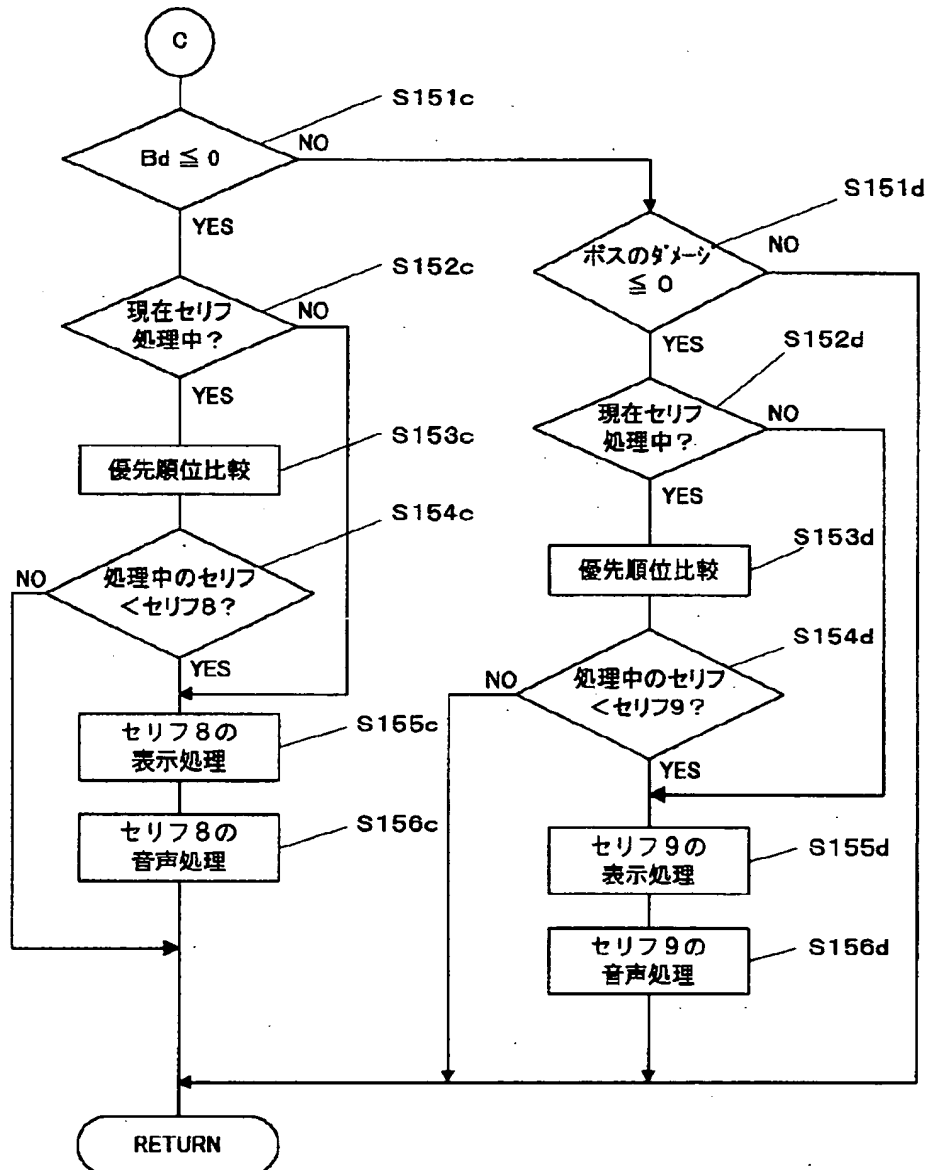 C
S151c
Bd ≦ 0
NO
YES
S152c
現在セリフ
処理中?
NO
YES
S153c
優先順位比較
S154c
NO
処理中のセリフ
<セリフ8?
YES
セリフ8の
表示処理
S155c
セリフ8の
音声処理
S156c
RETURN
S151d
ボスのダメージ
≦ 0
NO
YES
S152d
現在セリフ
処理中?
NO
YES
S153d
優先順位比較
S154d
NO
処理中のセリフ
<セリフ9?
YES
セリフ9の
表示処理
S155d
セリフ9の
音声処理
S156d